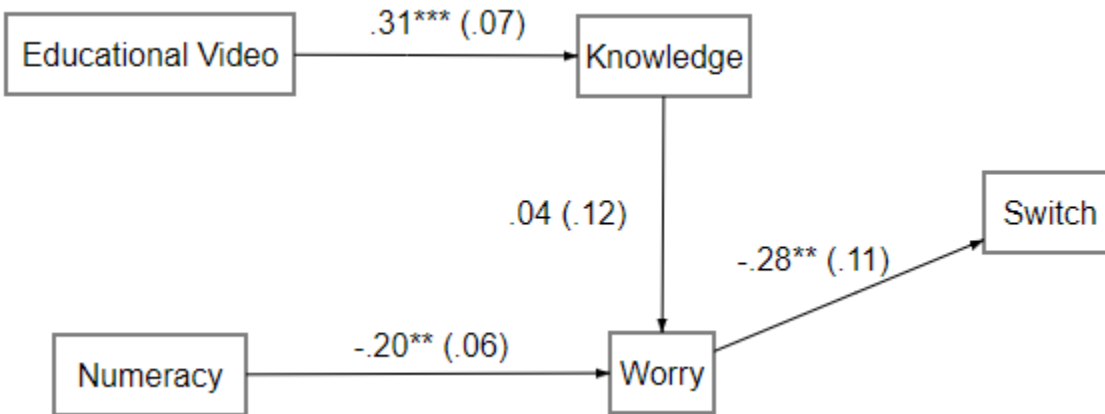 .31*** (.07)
Educational Video
Knowledge
.04 (.12)
Switch
-.28** (.11)
-.20** (.06)
Numeracy
Worry